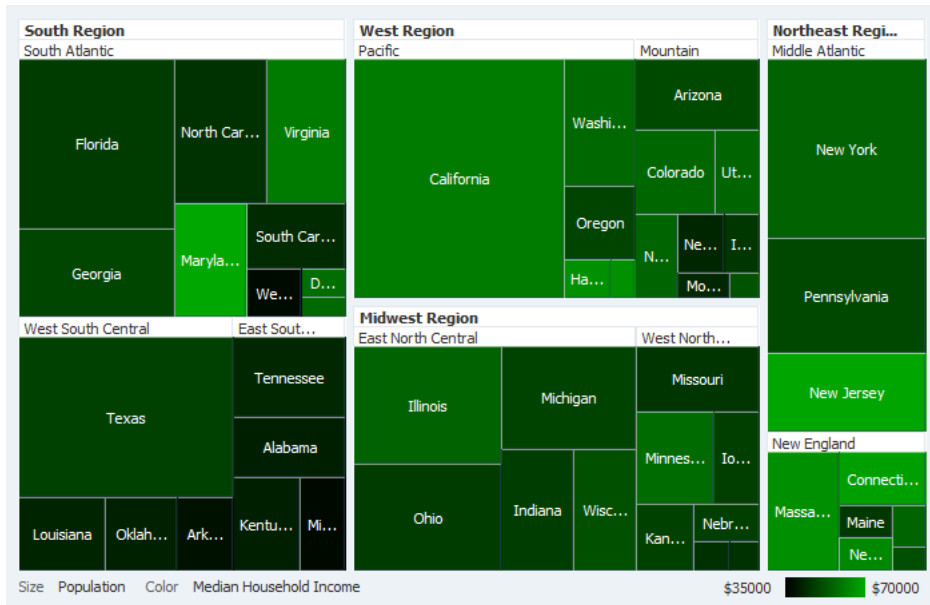 South Region
South Atlantic
Florida
North Car...
Virginia
Georgia
Maryla...
South Car...
We...
D...
West South Central
East Sout...
Texas
Tennessee
Alabama
Louisiana
Oklah...
Ark...
Kentu...
Mi...
West Region
Pacific
Mountain
California
Washi...
Oregon
Ha...
Arizona
Colorado
Ut...
N...
Ne...
I...
Mo...
Midwest Region
East North Central
West North...
Illinois
Michigan
Ohio
Indiana
Wisc...
Missouri
Minnes...
Io...
Kan...
Nebr...
Northeast Regi...
Middle Atlantic
New York
Pennsylvania
New Jersey
New England
Massa...
Connecti...
Maine
Ne...
Size Population Color Median Household Income
$35000 $70000